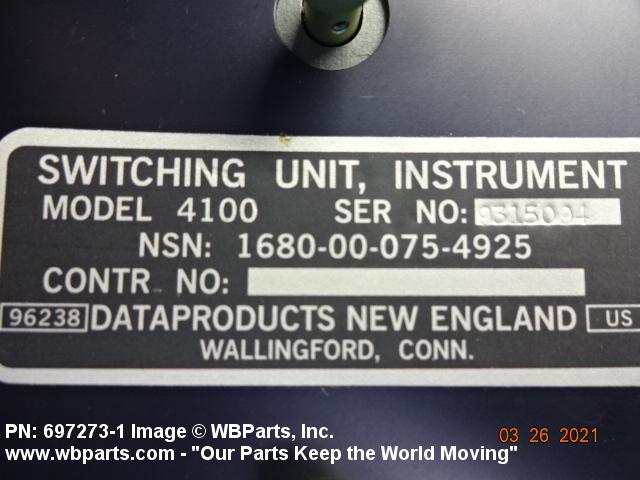 SWITCHING UNIT, INSTRUMENT
MODEL 4100 SER NO:
NSN: 1680-00-075-4925
CONTR NO:
96238 DATAPRODUCTS NEW ENGLAND US
WALLINGFORD, CONN.
PN: 697273-1 Image © WBParts, Inc.
03 26 2021
www.wbparts.com - "Our Parts Keep the World Moving"